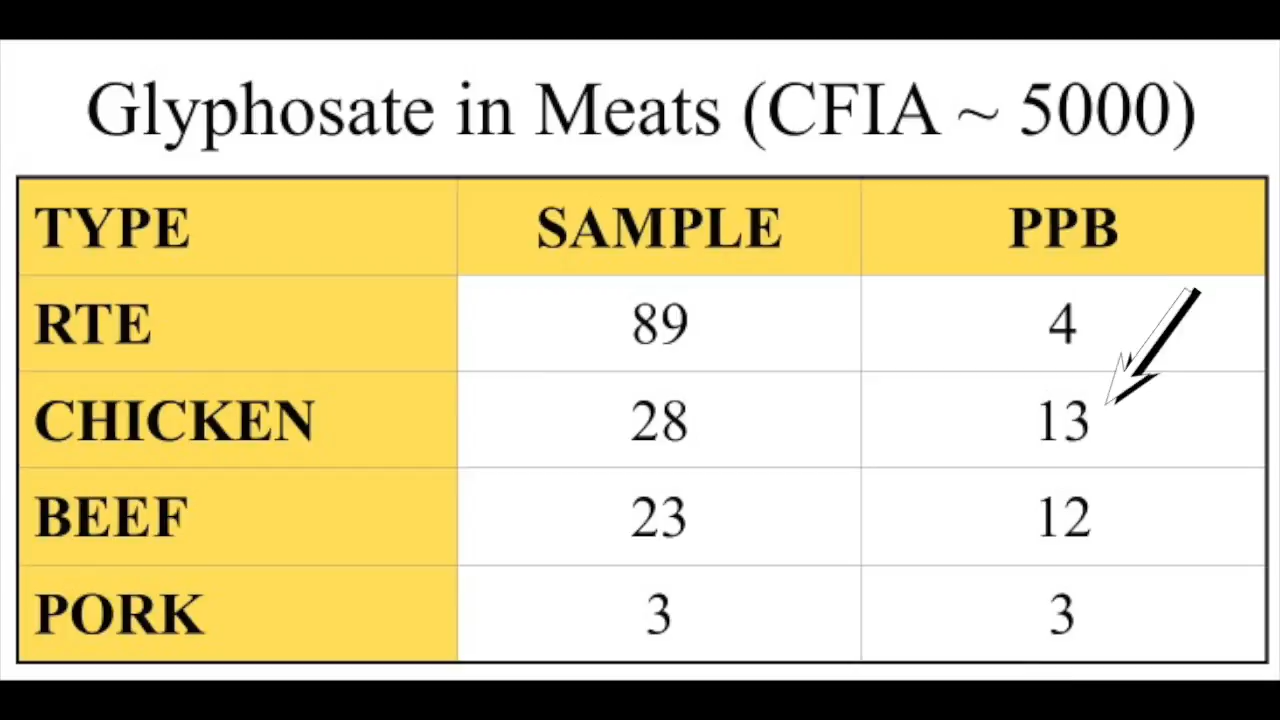 Glyphosate in Meats (CFIA ~ 5000)
TYPE SAMPLE PPB
RTE 89 4
CHICKEN 28 13
BEEF 23 12
PORK 3 3